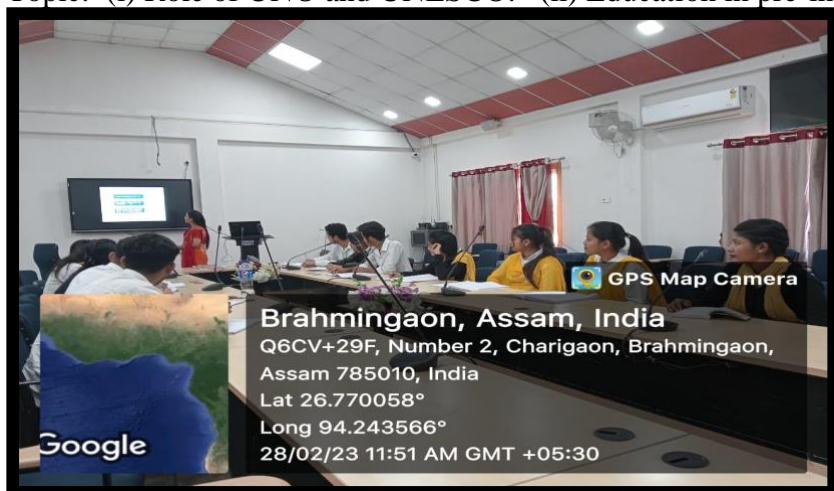 GPS Map Camera
Brahmingaon, Assam, India
Q6CV+29F, Number 2, Charigaon, Brahmingaon,
Assam 785010, India
Lat 26.770058°
Long 94.243566°
28/02/23 11:51 AM GMT +05:30
Google